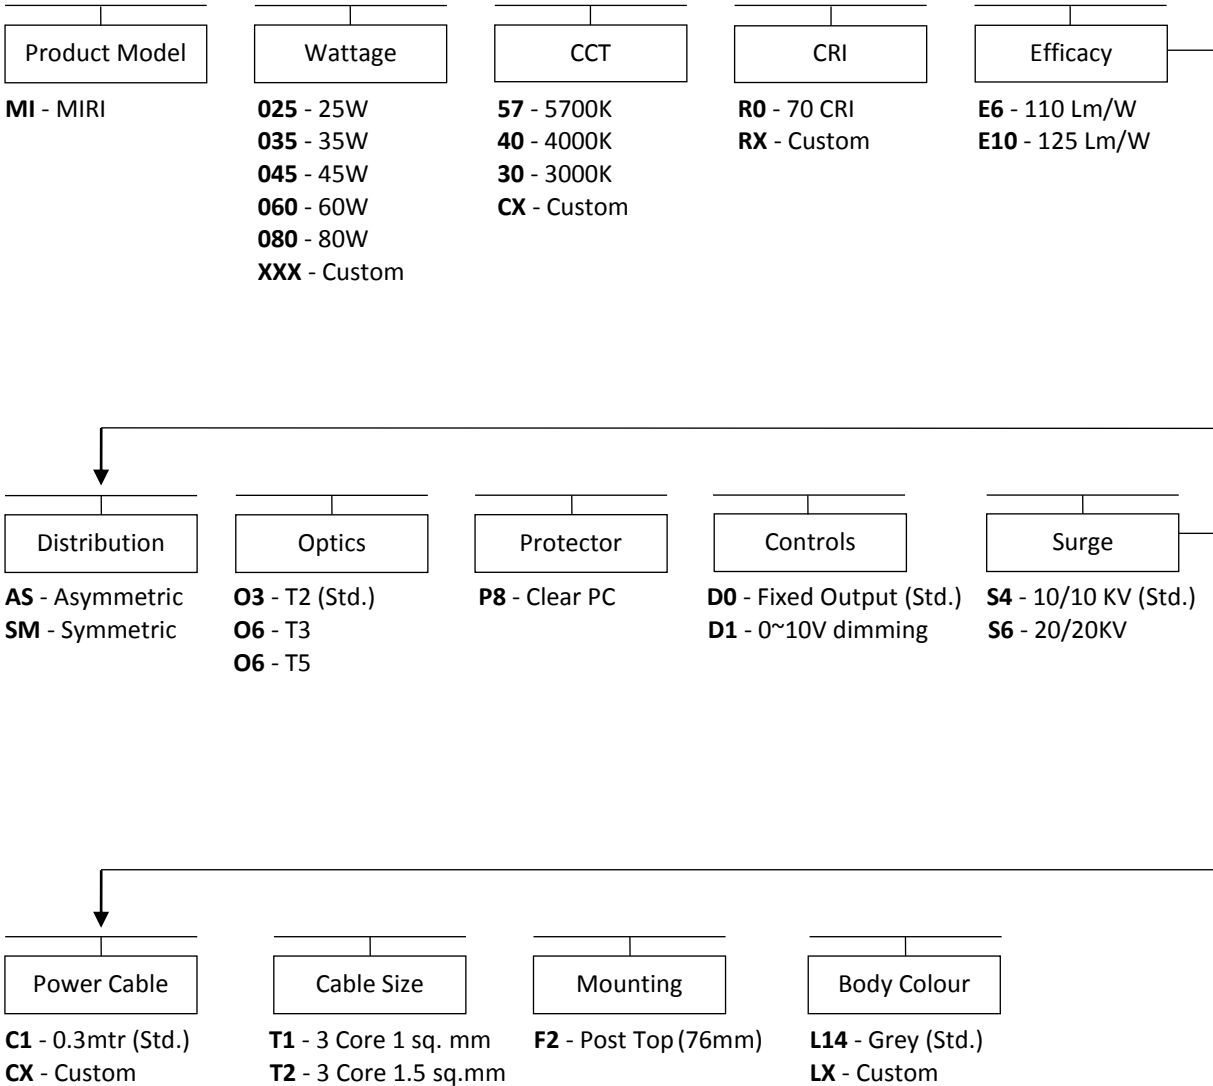 Product Model
Wattage
CCT
CRI
Efficacy
MI - MIRI
025 - 25W
035 - 35W
045 - 45W
060 - 60W
080 - 80W
XXX - Custom
57 - 5700K
40 - 4000K
30 - 3000K
CX - Custom
R0 - 70 CRI
RX - Custom
E6 - 110 Lm/W
E10 - 125 Lm/W
Distribution
Optics
Protector
Controls
Surge
AS - Asymmetric
SM - Symmetric
O3 - T2 (Std.)
O6 - T3
O6 - T5
P8 - Clear PC
D0 - Fixed Output (Std.)
D1 - 0~10V dimming
S4 - 10/10 KV (Std.)
S6 - 20/20KV
Power Cable
Cable Size
Mounting
Body Colour
C1 - 0.3mtr (Std.)
CX - Custom
T1 - 3 Core 1 sq. mm
T2 - 3 Core 1.5 sq.mm
F2 - Post Top (76mm)
L14 - Grey (Std.)
LX - Custom